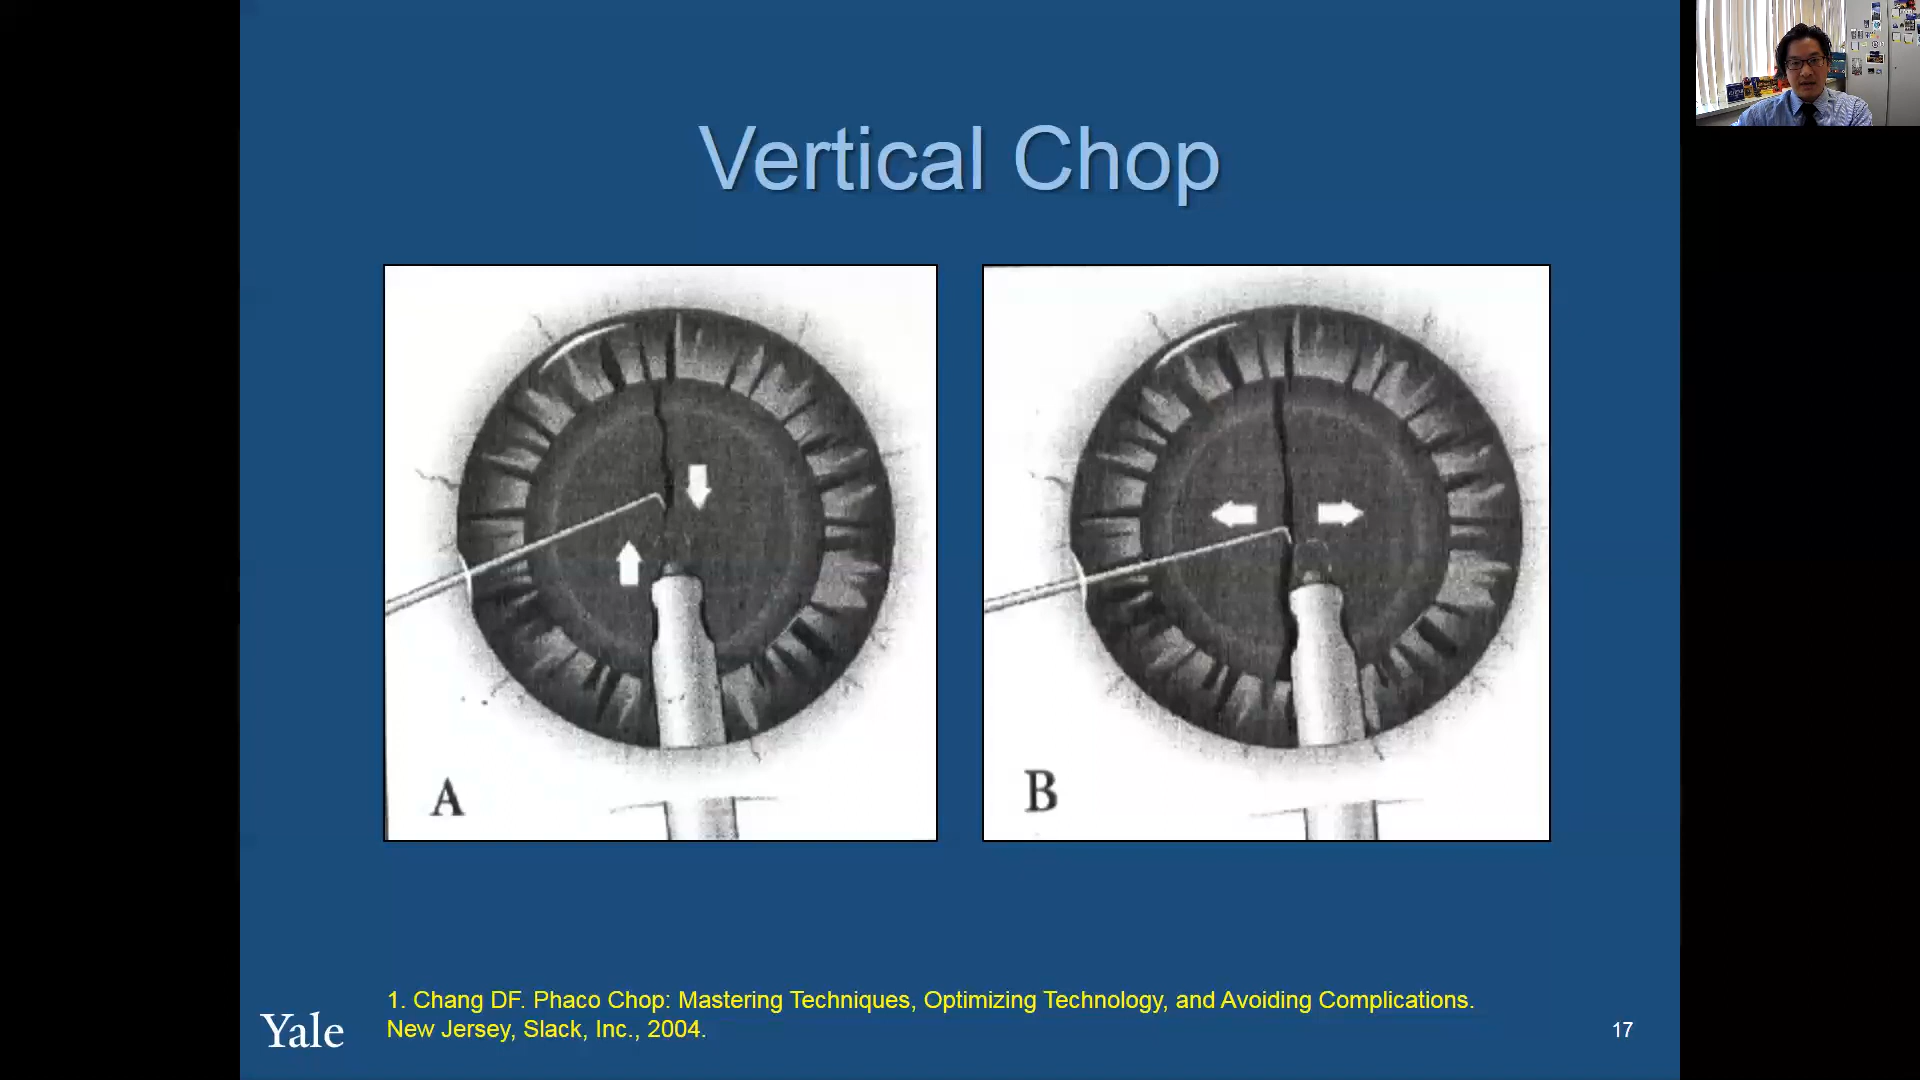 Vertical Chop
A
B
1. Chang DF. Phaco Chop: Mastering Techniques, Optimizing Technology, and Avoiding Complications.
New Jersey, Slack, Inc., 2004.
Yale
17